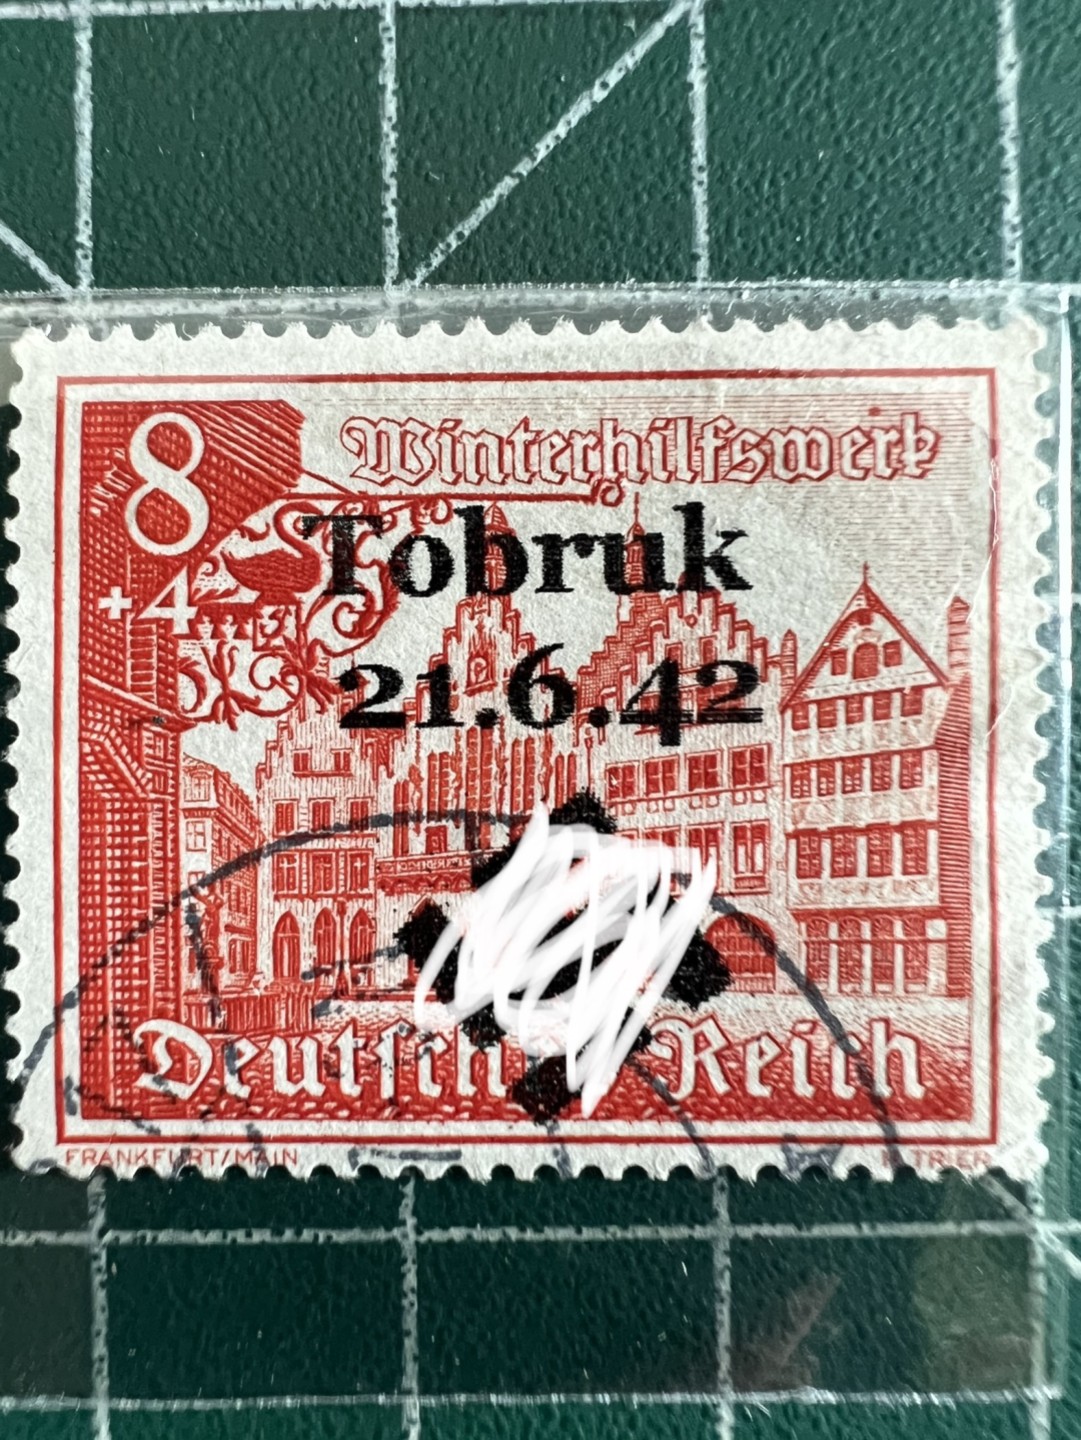 8
+4
Winterhilfswerk
Tobruk
21.6.42
Deutsches Reich
FRANKFURT/MAIN